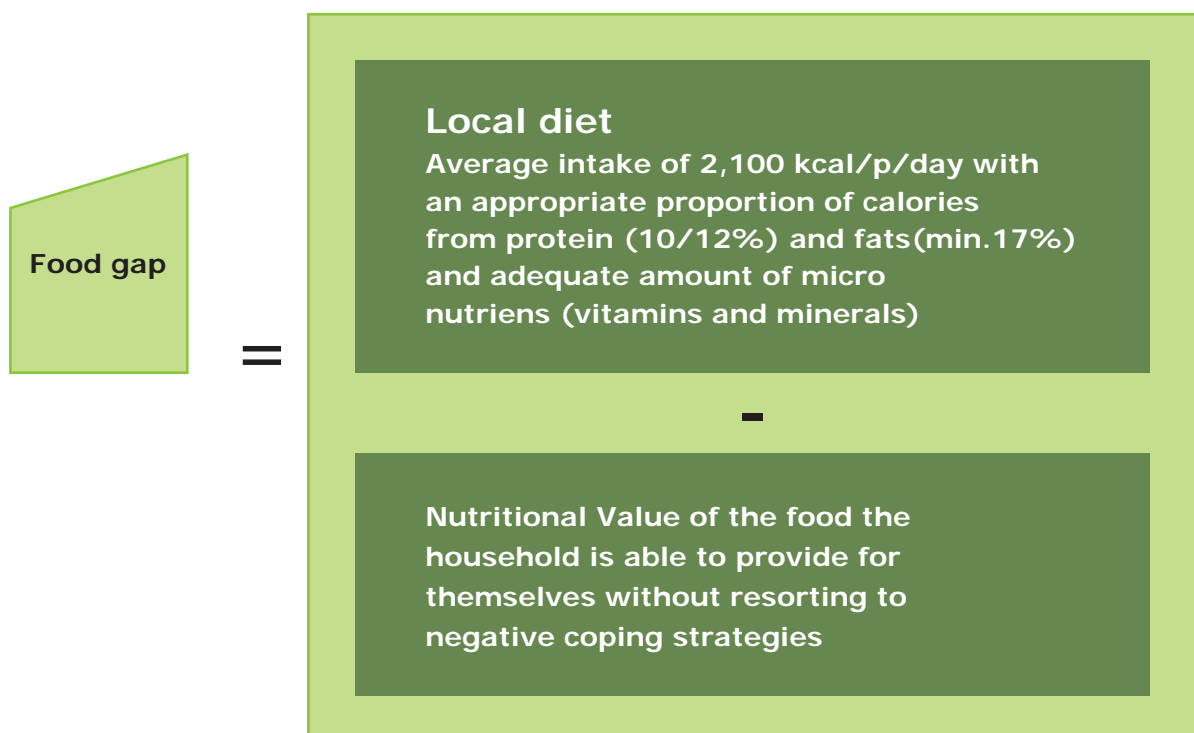 Food gap
=
Local diet
Average intake of 2,100 kcal/p/day with
an appropriate proportion of calories
from protein (10/12%) and fats(min.17%)
and adequate amount of micro
nutriens (vitamins and minerals)
-
Nutritional Value of the food the
household is able to provide for
themselves without resorting to
negative coping strategies